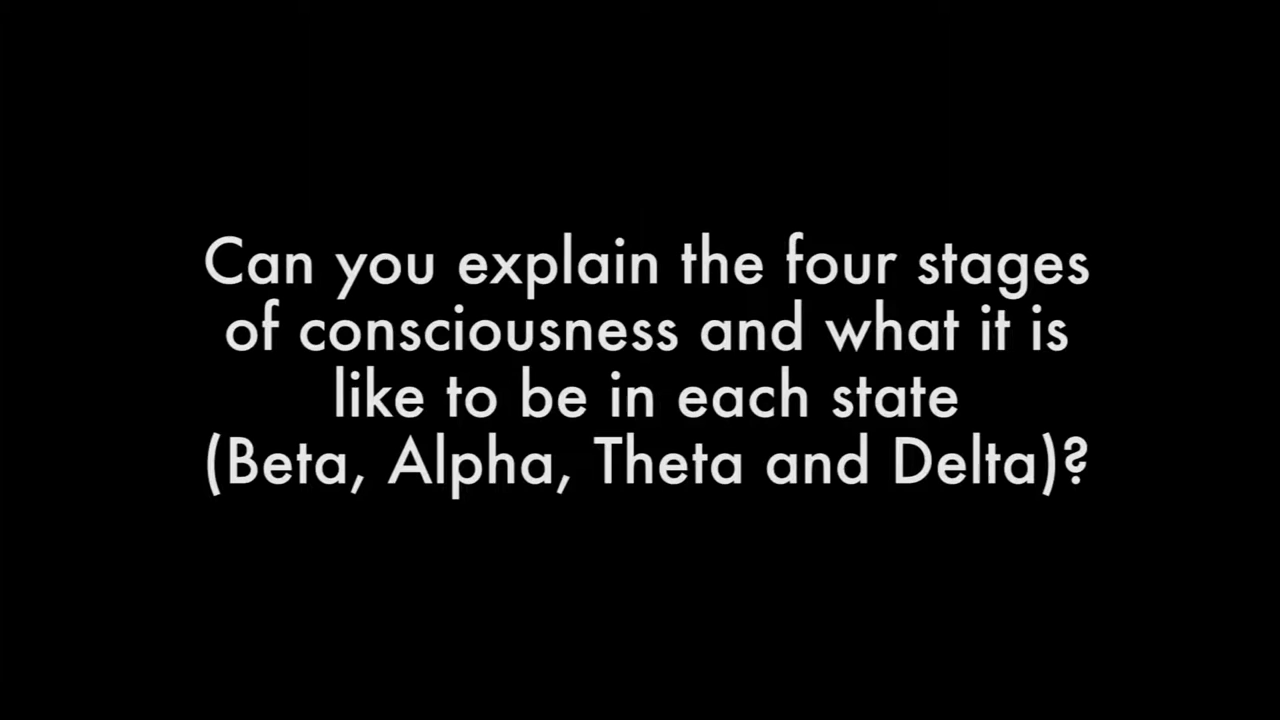 Can you explain the four stages
of consciousness and what it is
like to be in each state
(Beta, Alpha, Theta and Delta)?